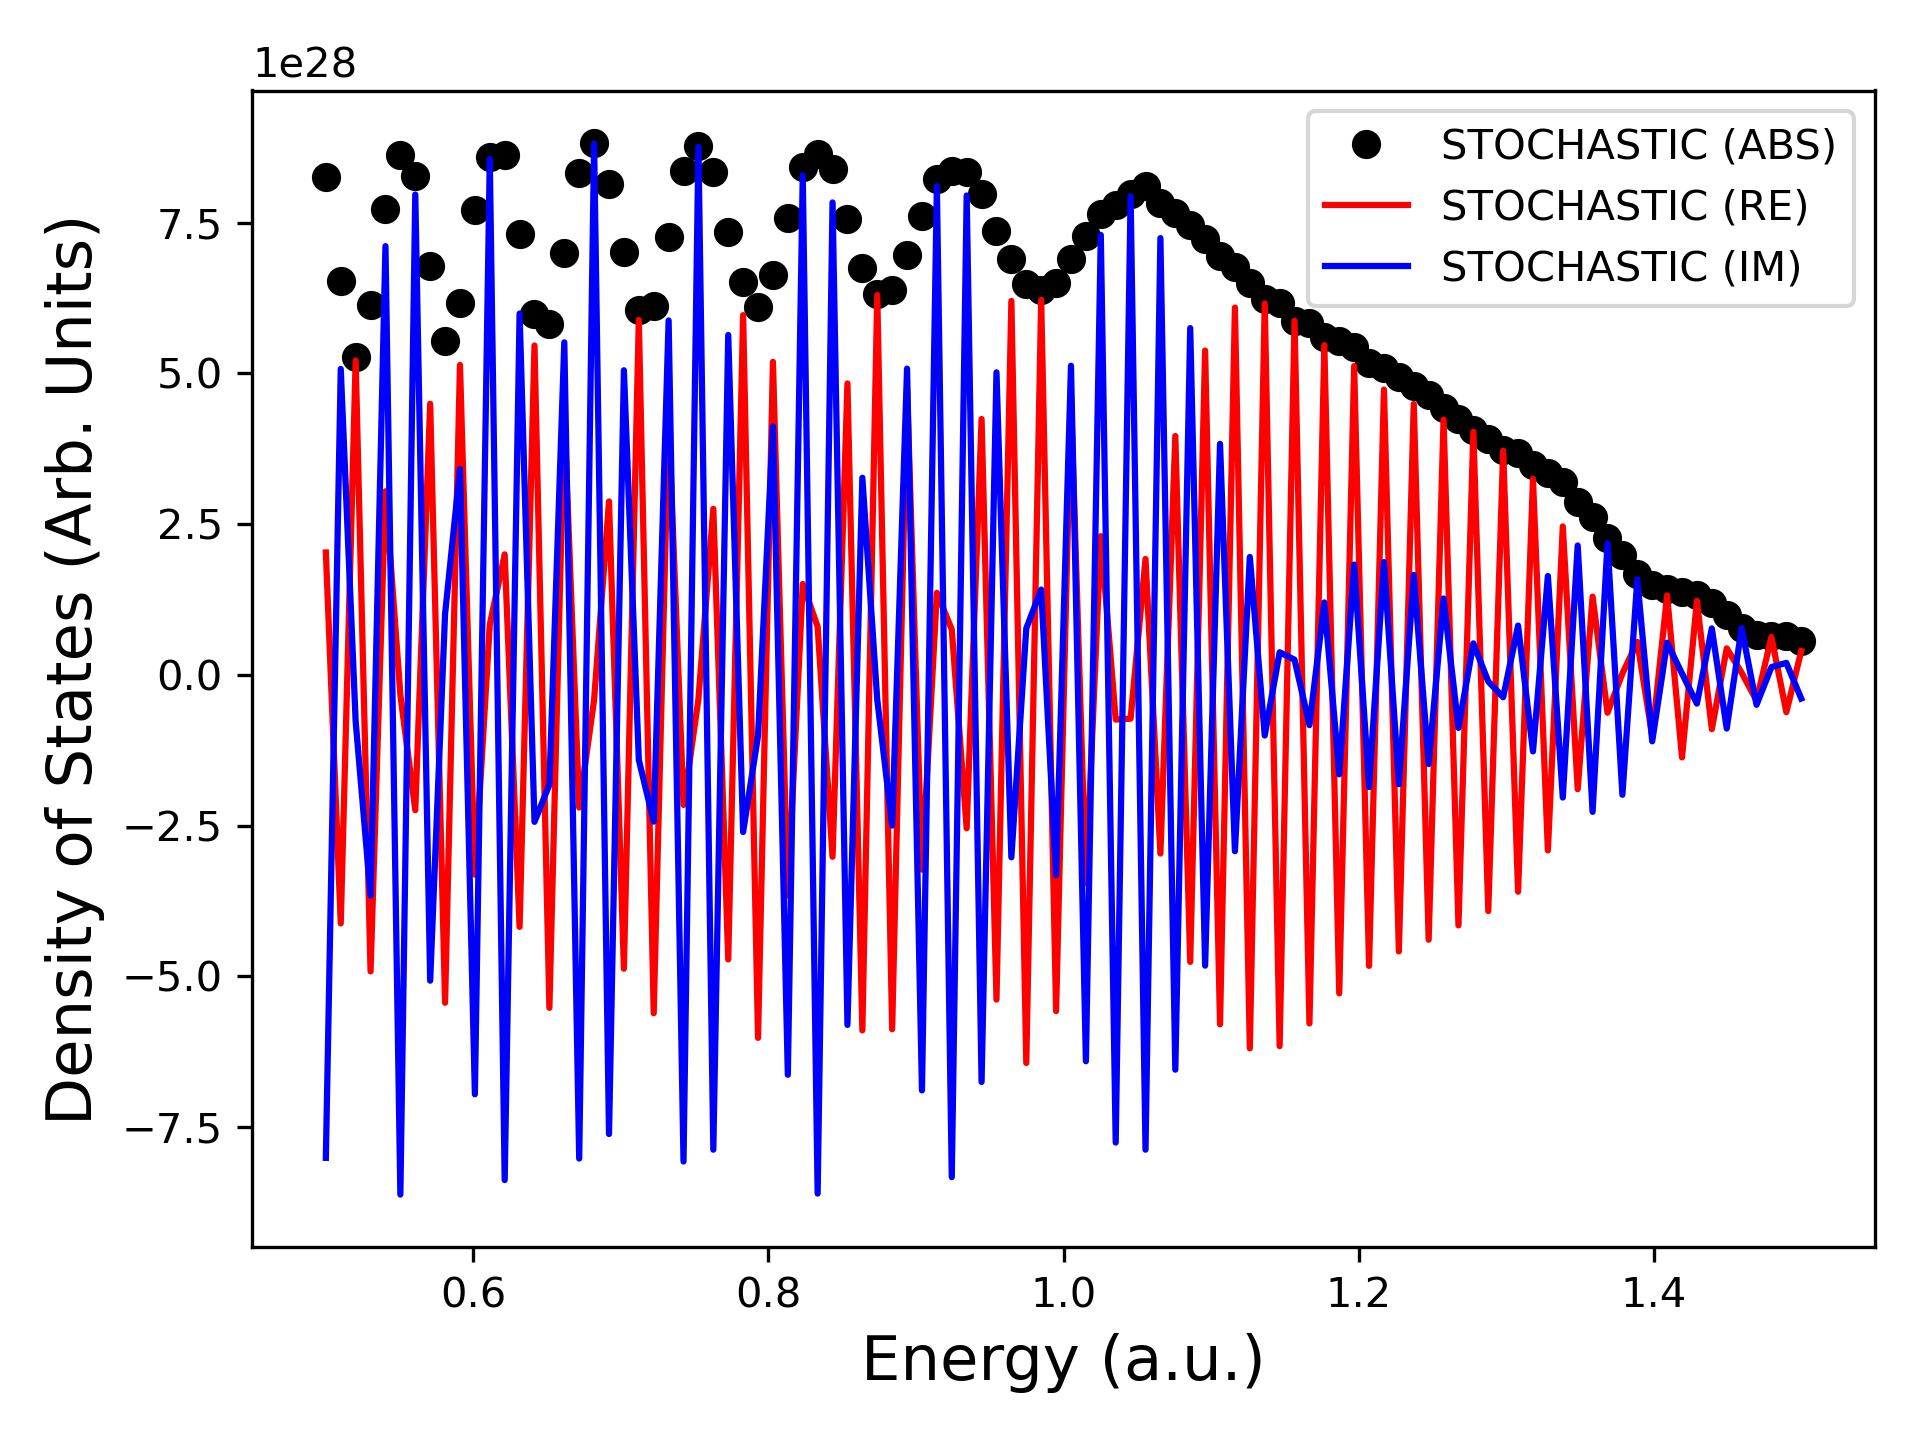 1e28
Density of States (Arb. Units)
7.5
5.0
2.5
0.0
−2.5
−5.0
−7.5
STOCHASTIC (ABS)
STOCHASTIC (RE)
STOCHASTIC (IM)
0.6
0.8
1.0
1.2
1.4
Energy (a.u.)